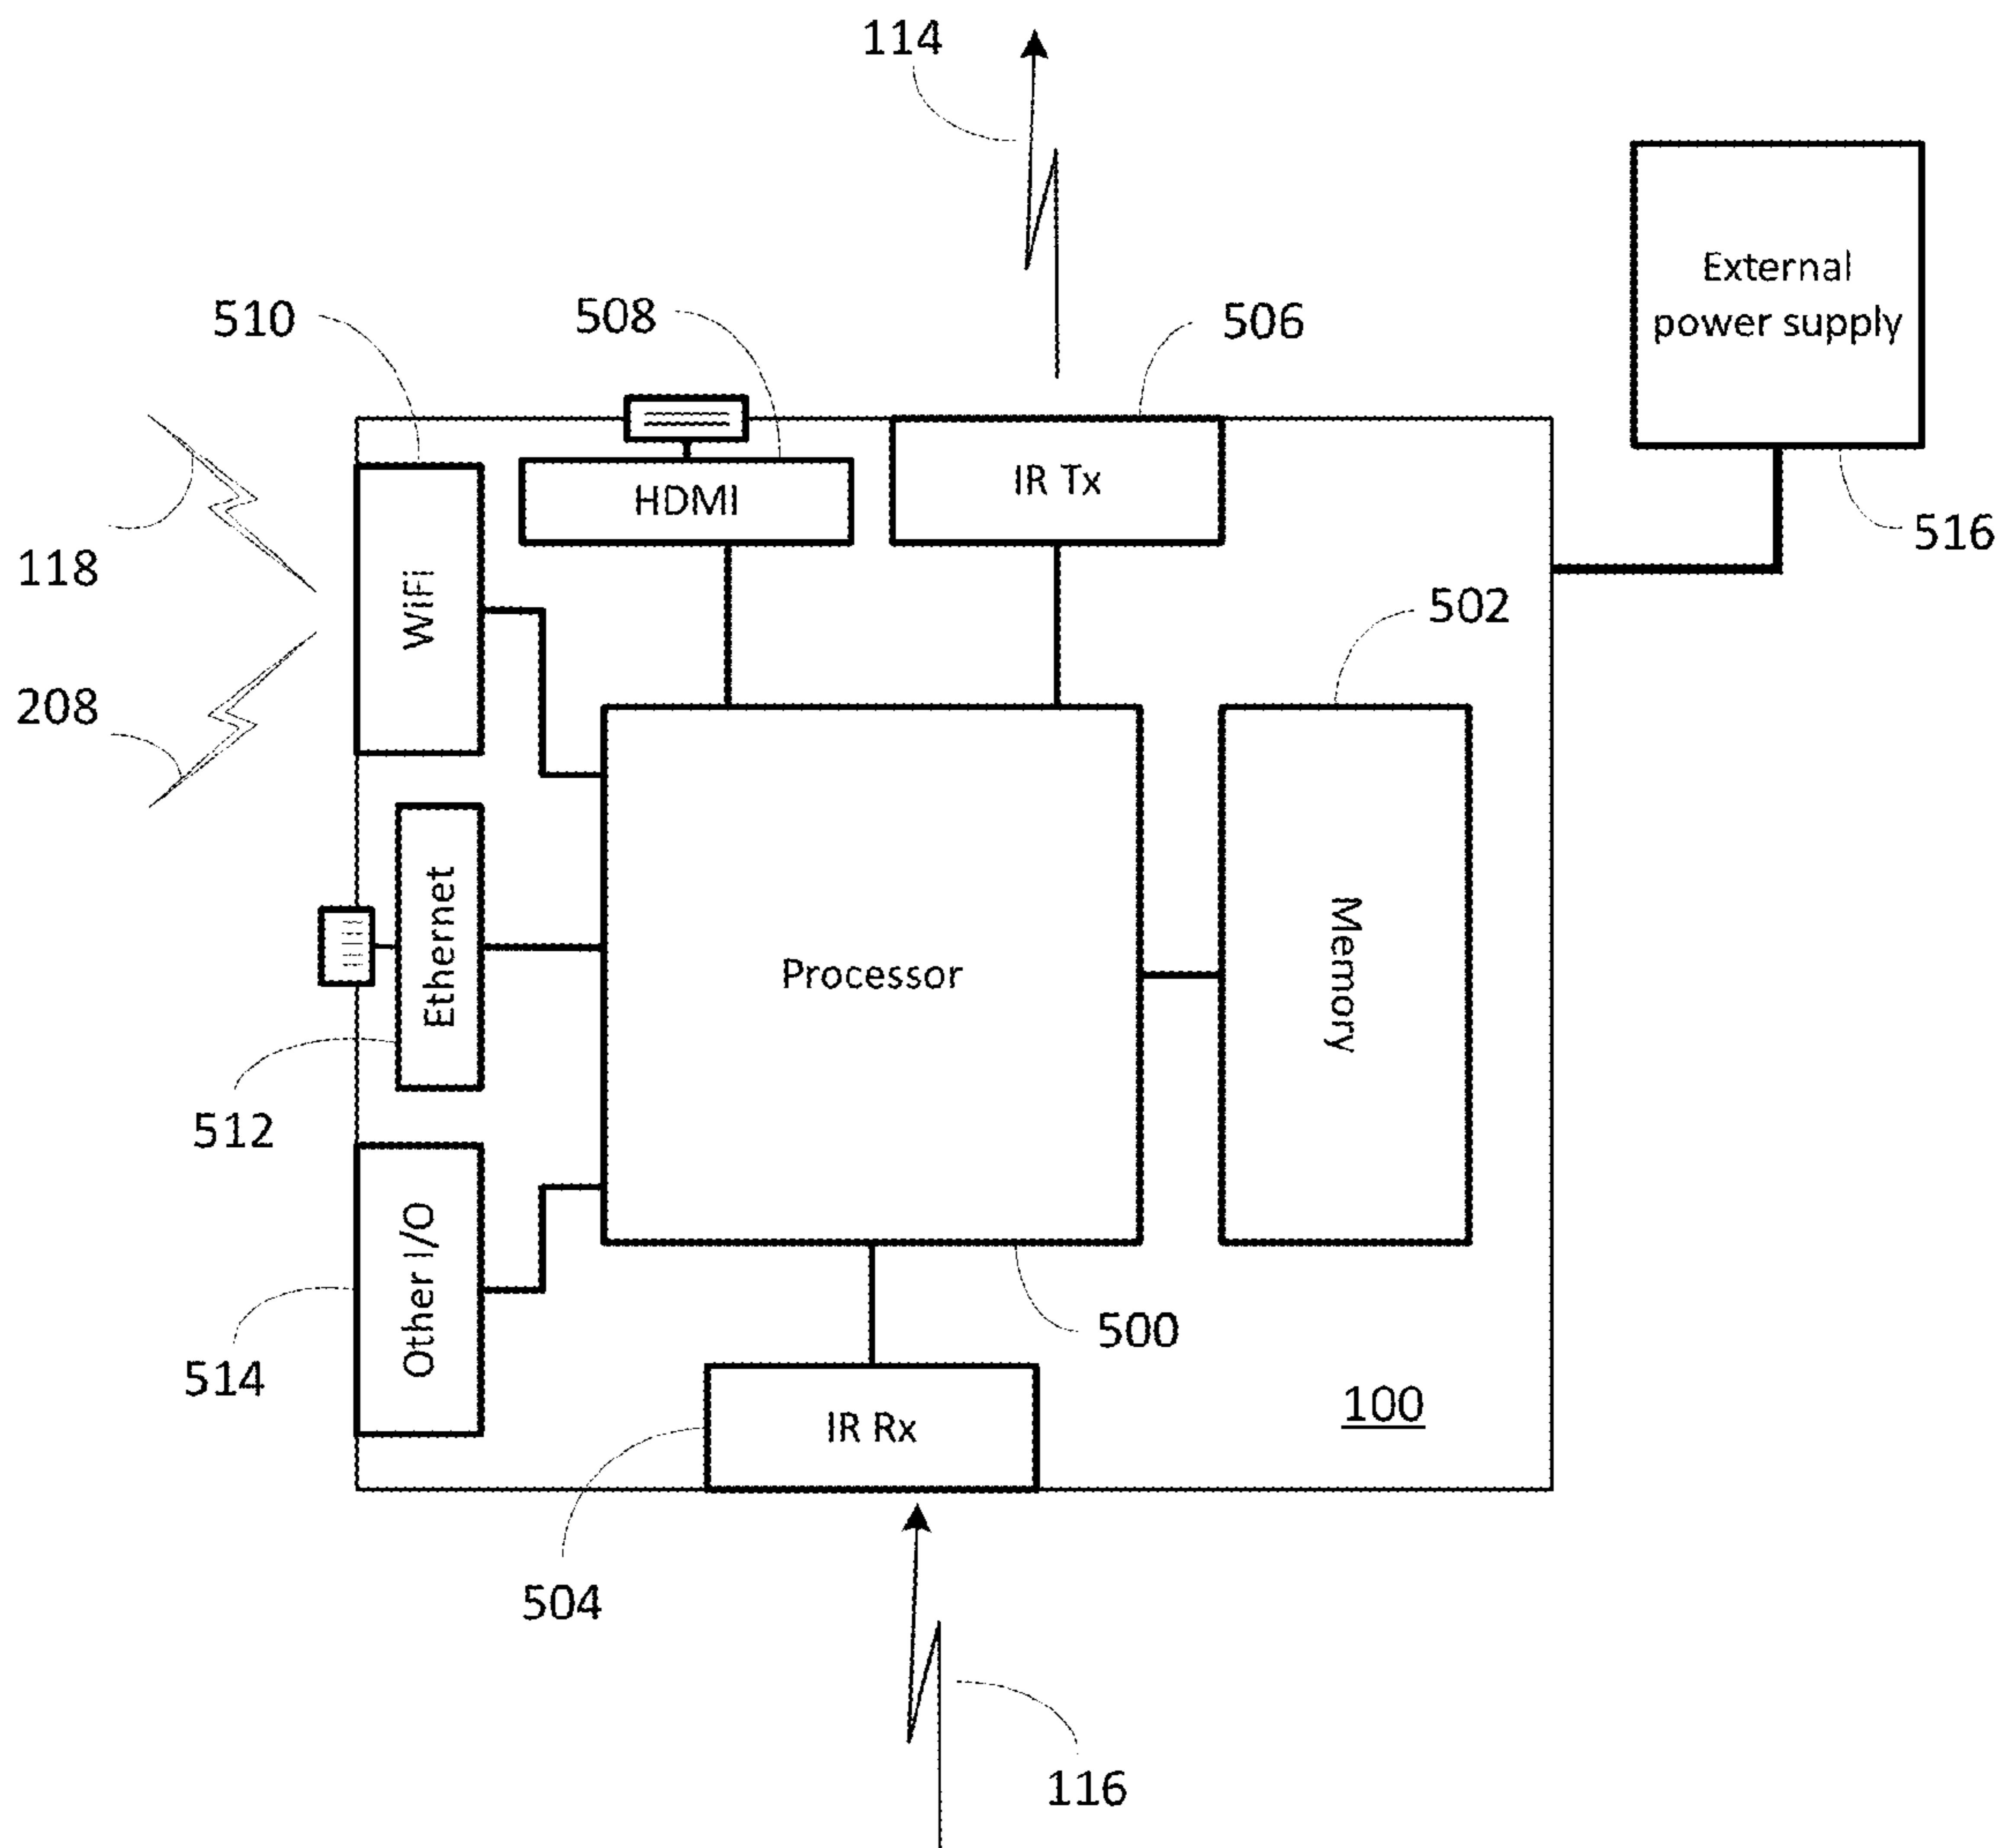 114
External
power supply
510
508
506
516
HDMI
IR Tx
118
WiFi
502
208
Ethernet
Processor
Memory
512
Other I/O
500
514
100
IR Rx
504
116